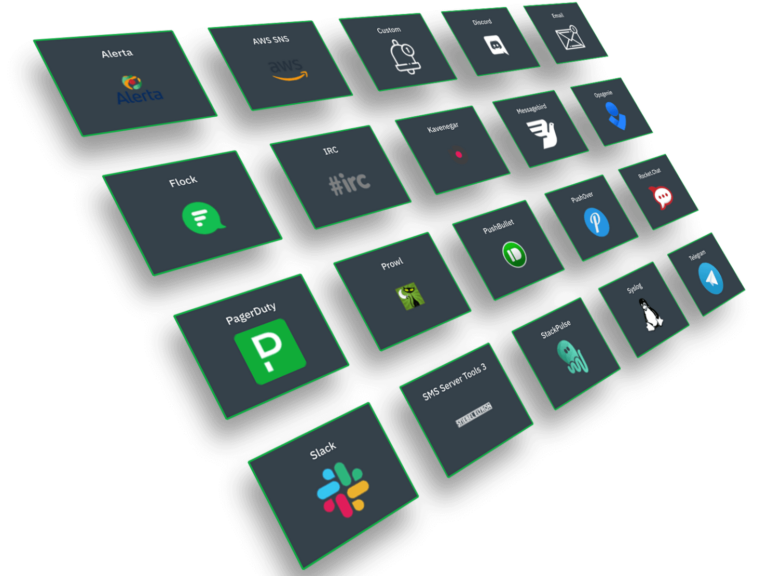 Alerta
Alerta
AWS SNS
aws
Custom
1
Discord
Email
Flock
IRC
#irc
Kavenegar
Messagebird
Opsgenie
PagerDuty
P
Prowl
PushBullet
PushOver
Rocket.Chat
Slack
SMS Server Tools 3
StackPulse
Syslog
Telegram